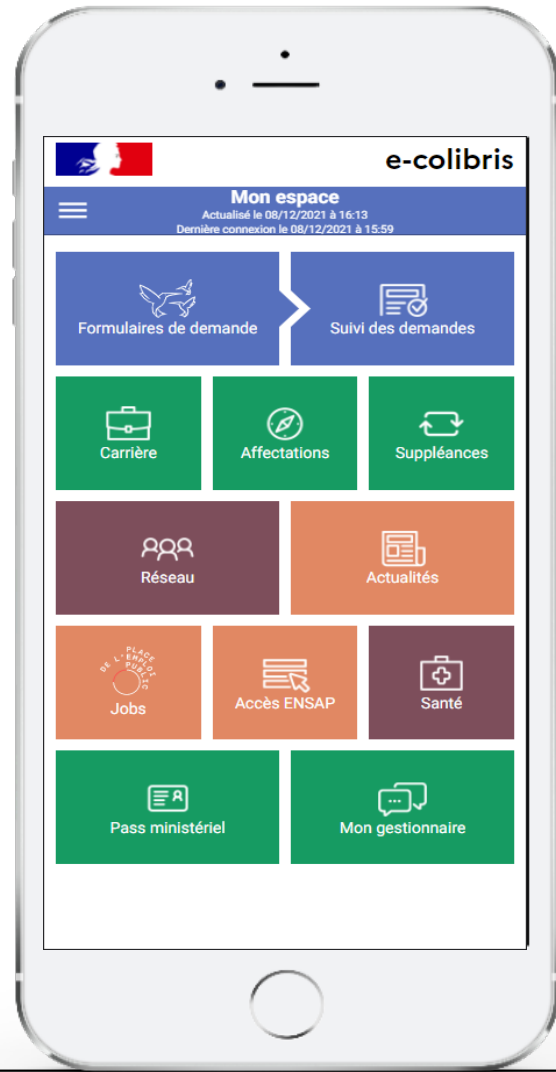 e-colibris
Mon espace
Actualisé le 08/12/2021 à 16:13
Dernière connexion le 08/12/2021 à 15:59
Formulaires de demande
Suivi des demandes
Carrière
Affectations
Suppléances
Réseau
Actualités
PLACE
DE L'EMPLOI
PUBLIC
Jobs
Accès ENSAP
Santé
Pass ministériel
Mon gestionnaire